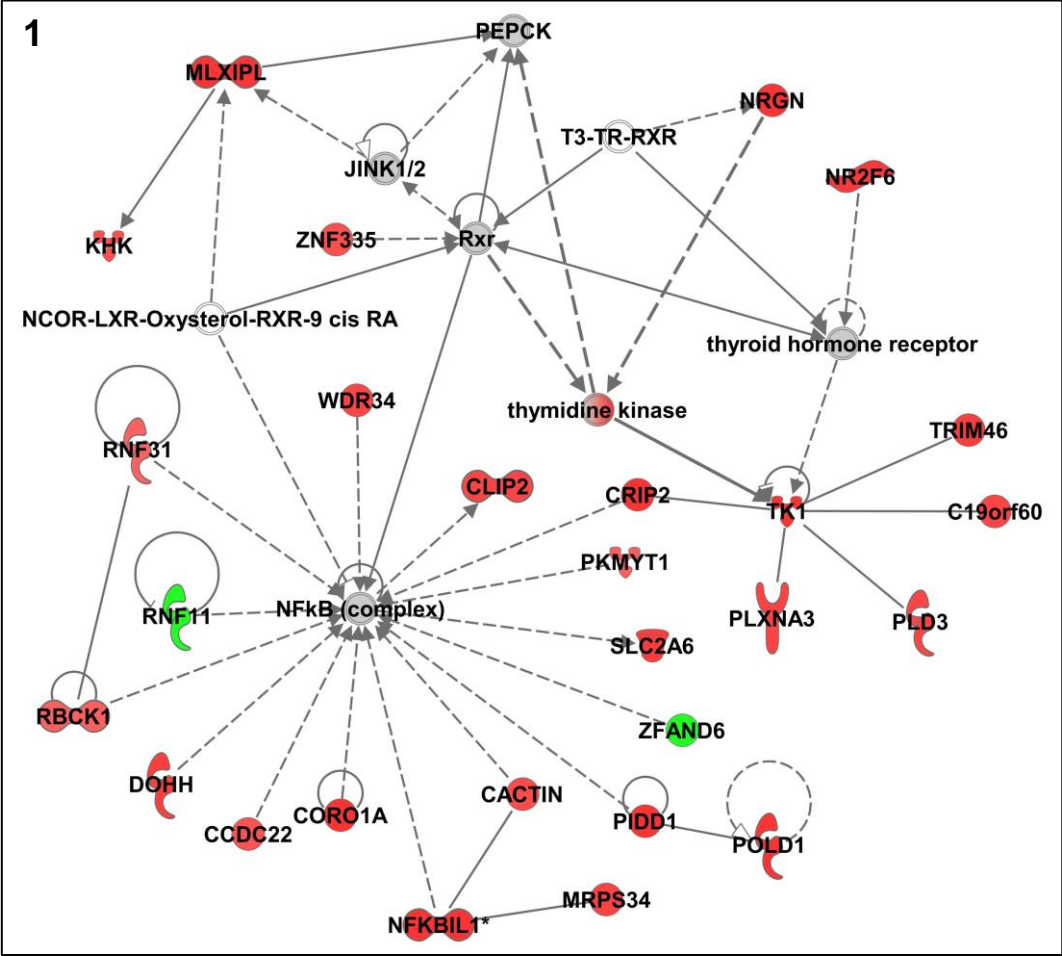 1
PEPCK
MLXIPL
NRGN
T3-TR-RXR
JINK1/2
NR2F6
KHK
ZNF335
Rxr
NCOR-LXR-Oxysterol-RXR-9 cis RA
thyroid hormone receptor
WDR34
thymidine kinase
TRIM46
RNF31
CLIP2
CRIP2
TK1
C19orf60
PKMYT1
RNF11
NFkB (complex)
PLXNA3
PLD3
SLC2A6
RBCK1
ZFAND6
DOHH
CACTIN
CORO1A
CCDC22
PIDD1
POLD1
MRPS34
NFKBIL1*